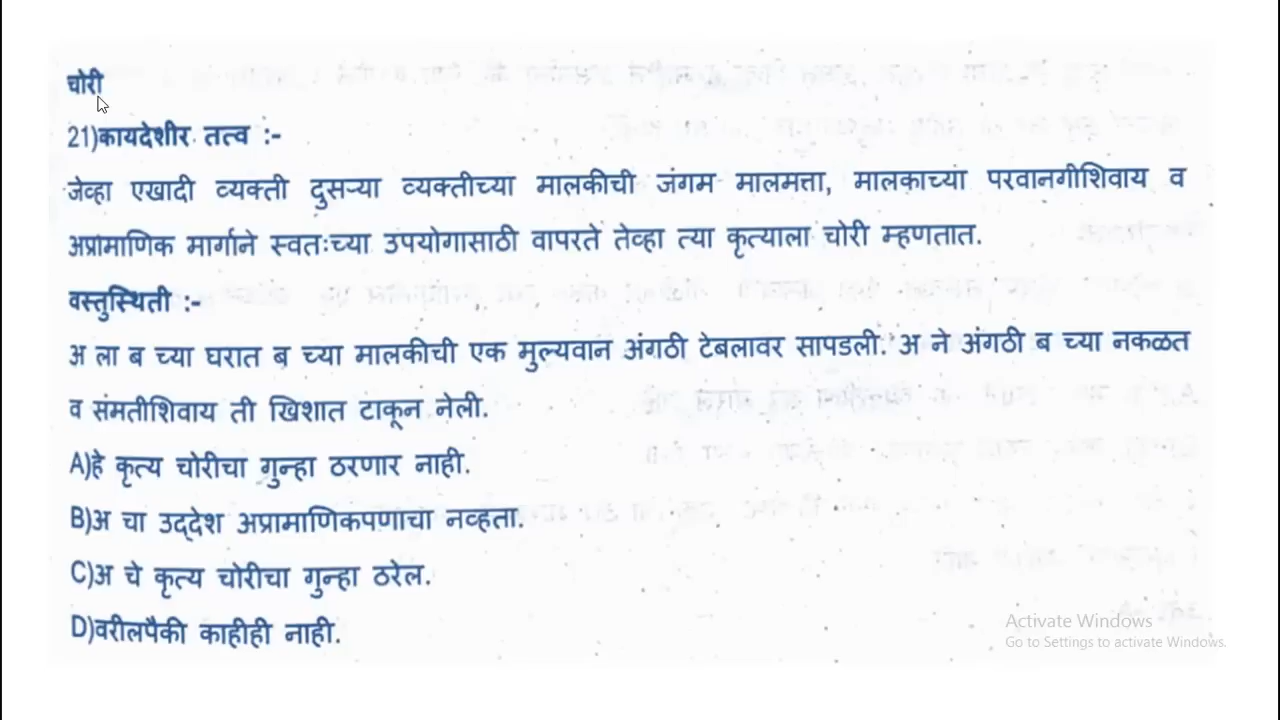 चोरी
21)कायदेशीर तत्व :-
जेव्हा एखादी व्यक्ती दुसऱ्या व्यक्तीच्या मालकीची जंगम मालमत्ता, मालकाच्या परवानगीशिवाय व
अप्रामाणिक मार्गाने स्वतःच्या उपयोगासाठी वापरते तेव्हा त्या कृत्याला चोरी म्हणतात.
वस्तुस्थिती :-
अ ला ब च्या घरात ब च्या मालकीची एक मुल्यवान अंगठी टेबलावर सापडली. अ ने अंगठी ब च्या नकळत
व संमतीशिवाय ती खिशात टाकून नेली.
A)हे कृत्य चोरीचा गुन्हा ठरणार नाही.
B)अ चा उद्देश अप्रामाणिकपणाचा नव्हता.
C)अ चे कृत्य चोरीचा गुन्हा ठरेल.
D)वरीलपैकी काहीही नाही.
Activate Windows
Go to Settings to activate Windows.